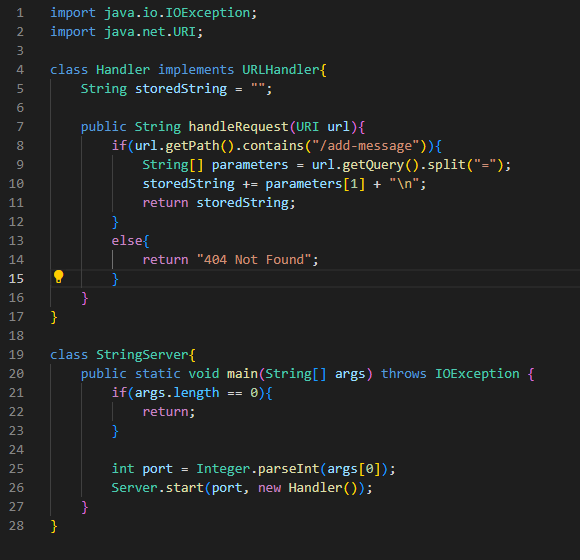 1 import java.io.IOException;
2 import java.net.URI;
3
4 class Handler implements URLHandler{
5     String storedString = "";
6
7     public String handleRequest(URI url){
8         if(url.getPath().contains("/add-message")){
9             String[] parameters = url.getQuery().split("=");
10             storedString += parameters[1] + "\n";
11             return storedString;
12         }
13         else{
14             return "404 Not Found";
15         }
16     }
17 }
18
19 class StringServer{
20     public static void main(String[] args) throws IOException {
21         if(args.length == 0){
22             return;
23         }
24
25         int port = Integer.parseInt(args[0]);
26         Server.start(port, new Handler());
27     }
28 }